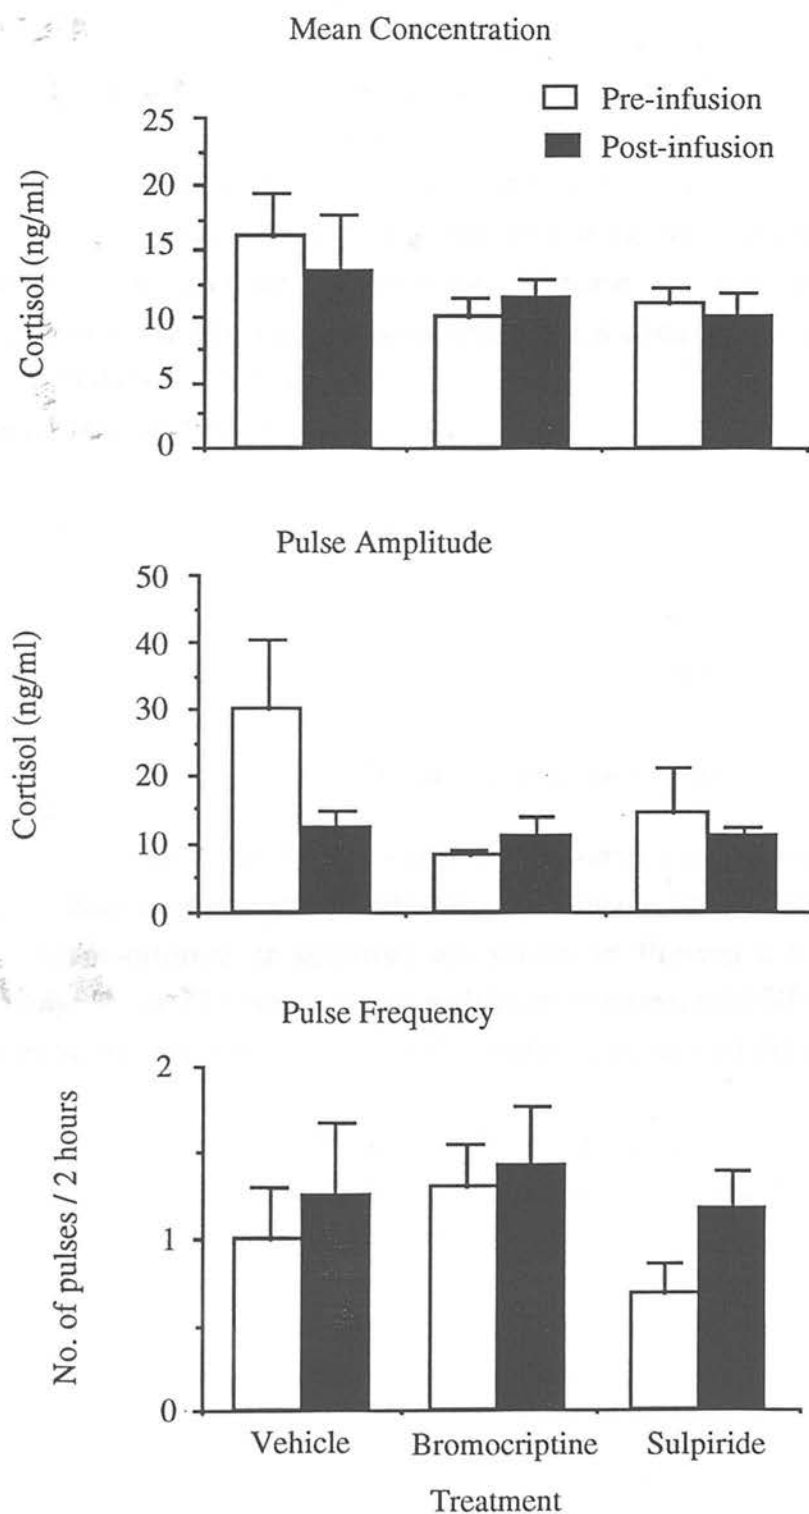 Mean Concentration
Pre-infusion
Post-infusion
Cortisol (ng/ml)
25
20
15
10
5
0
Pulse Amplitude
Cortisol (ng/ml)
50
40
30
20
10
0
Pulse Frequency
No. of pulses / 2 hours
2
1
0
Vehicle Bromocriptine Sulpiride
Treatment